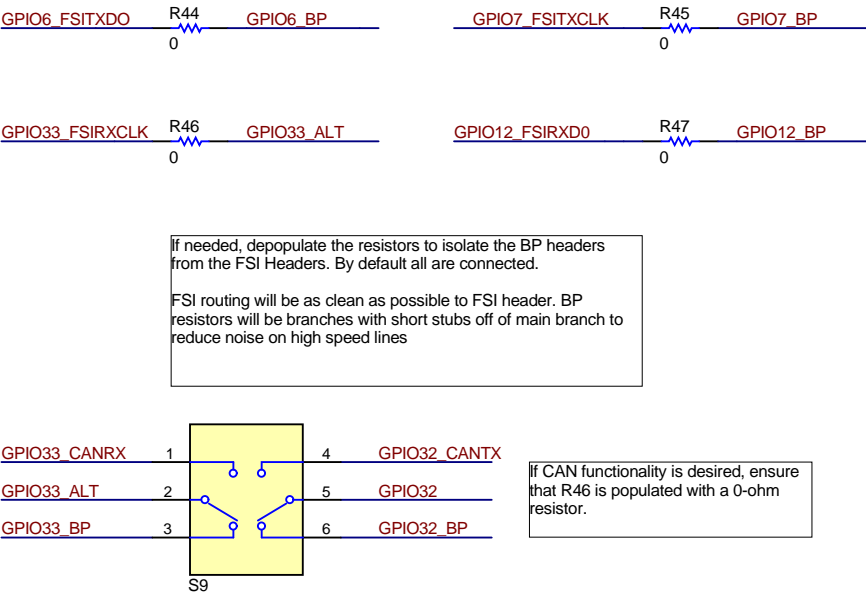 GPIO6_FSITXDO R44 GPIO6_BP GPIO7_FSITXCLK R45 GPIO7_BP
0 0
GPIO33_FSIRXCLK R46 GPIO33_ALT GPIO12_FSIRXD0 R47 GPIO12_BP
0 0
If needed, depopulate the resistors to isolate the BP headers
from the FSI Headers. By default all are connected.
FSI routing will be as clean as possible to FSI header. BP
resistors will be branches with short stubs off of main branch to
reduce noise on high speed lines
GPIO33_CANRX 1 4 GPIO32_CANTX
GPIO33_ALT 2 5 GPIO32
GPIO33_BP 3 6 GPIO32_BP
S9
If CAN functionality is desired, ensure
that R46 is populated with a 0-ohm
resistor.